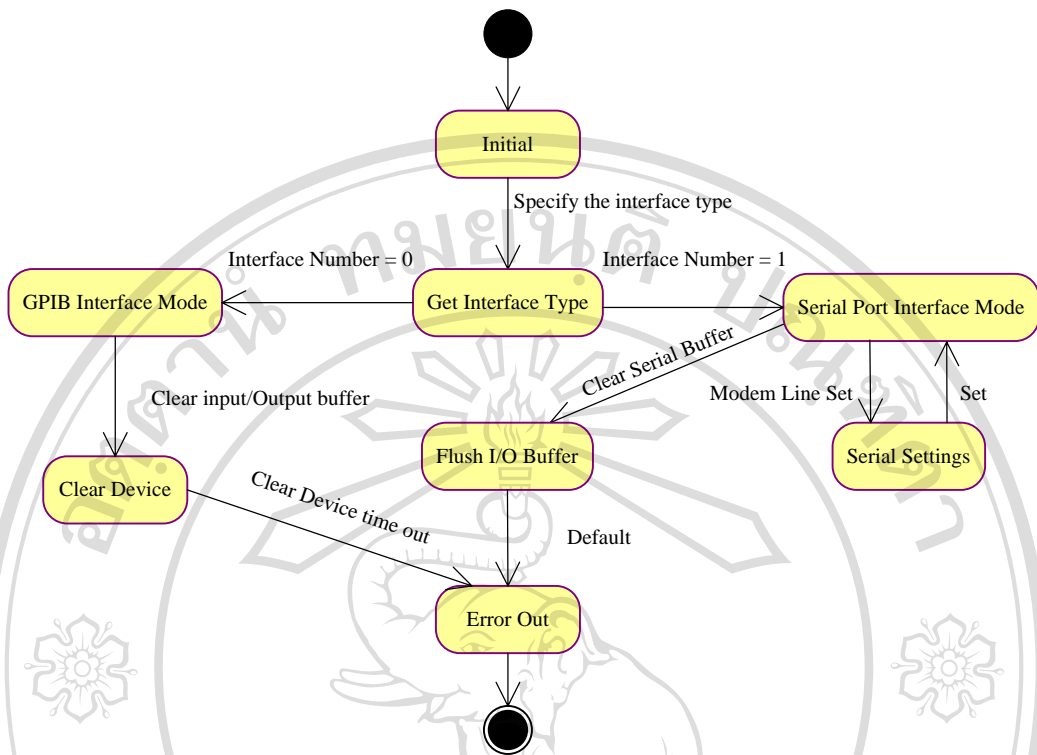 Initial
Specify the interface type
Interface Number = 0
Interface Number = 1
GPIB Interface Mode
Get Interface Type
Serial Port Interface Mode
Clear Serial Buffer
Clear input/Output buffer
Modem Line Set
Set
Flush I/O Buffer
Serial Settings
Clear Device
Clear Device time out
Default
Error Out